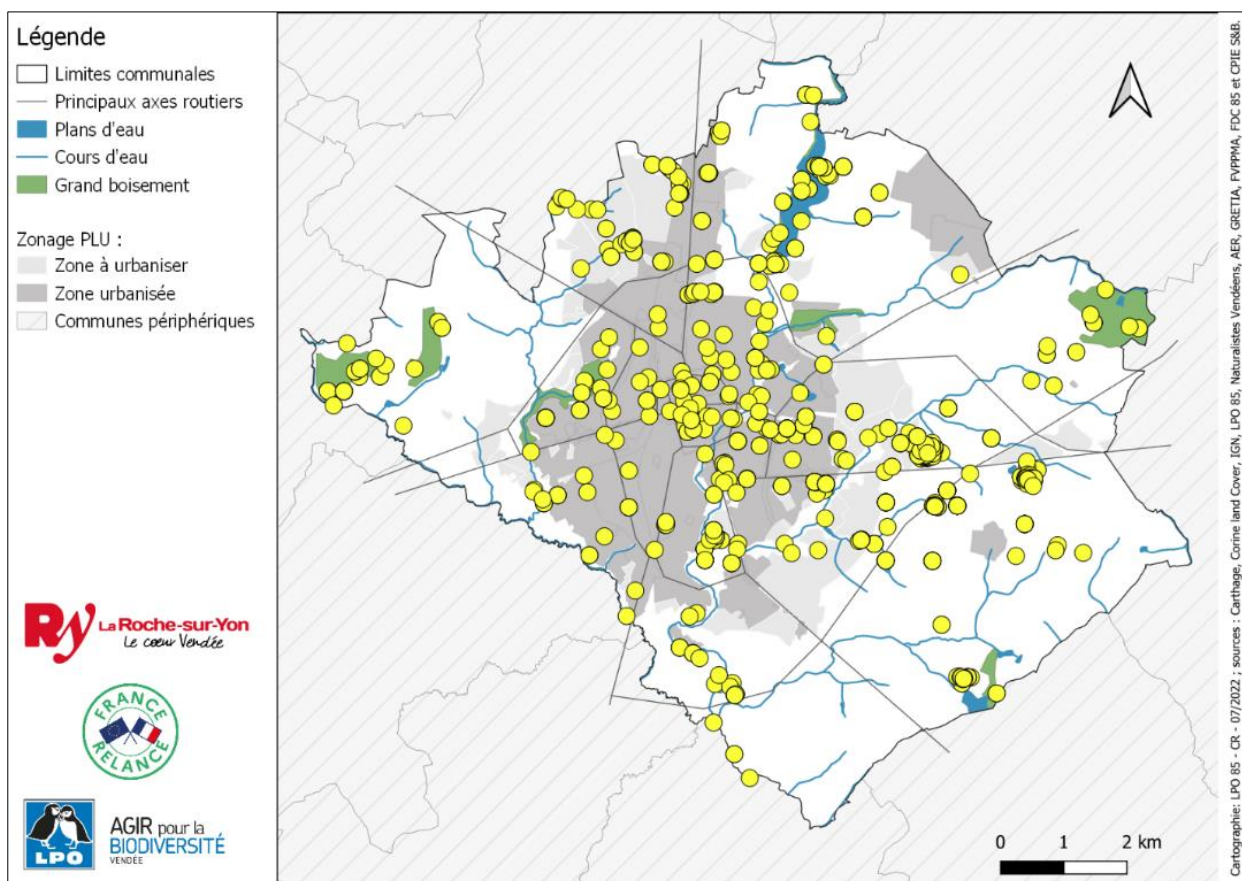 Légende
Limites communales
Principaux axes routiers
Plans d'eau
Cours d'eau
Grand boisement
Zonage PLU :
Zone à urbaniser
Zone urbanisée
Communes périphériques
Ry La Roche-sur-Yon
Le cœur Vendée
FRANCE
RELANCE
LPO
AGIR pour la
BIODIVERSITÉ
VENDÉE
0 1 2 km
Cartographie: LPO 85 - CR - 07/2022 ; sources : Carthage, Corine land Cover, IGN, LPO 85, Naturalistes Vendéens, AER, GRETIA, FVPPMA, FDC 85 et CPIE S&B.